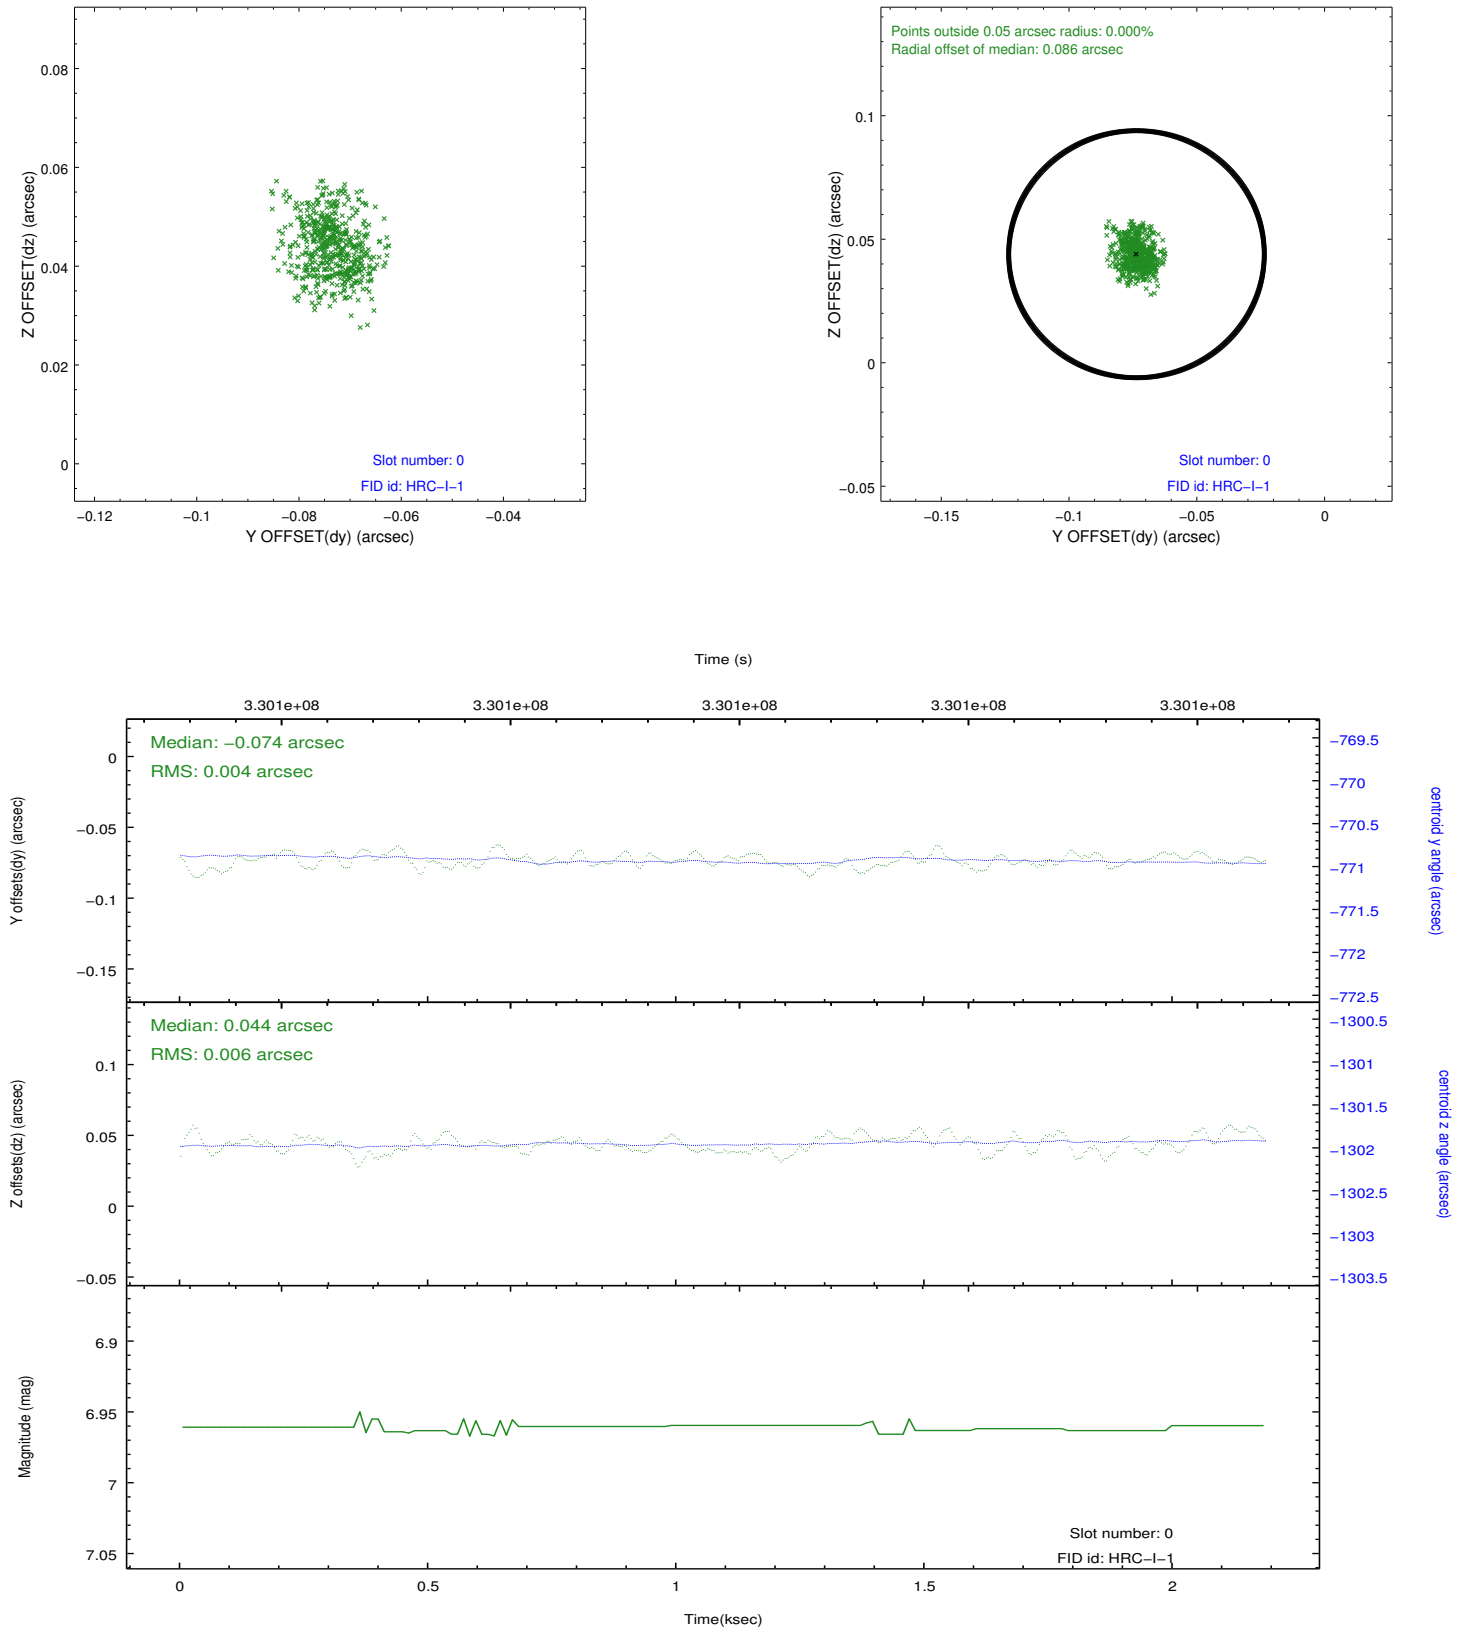 0.08
0.06
0.04
0.02
0
Z OFFSET(dz) (arcsec)
Slot number: 0
FID id: HRC−I−1
−0.12 −0.1 −0.08 −0.06 −0.04
Y OFFSET(dy) (arcsec)
Points outside 0.05 arcsec radius: 0.000%
Radial offset of median: 0.086 arcsec
0.1
0.05
0
−0.05
Z OFFSET(dz) (arcsec)
Slot number: 0
FID id: HRC−I−1
−0.15 −0.1 −0.05 0
Y OFFSET(dy) (arcsec)
Time (s)
3.301e+08 3.301e+08 3.301e+08 3.301e+08 3.301e+08
Median: −0.074 arcsec
RMS: 0.004 arcsec
0
−0.05
−0.1
−0.15
Y offsets(dy) (arcsec)
−769.5
−770
−770.5
−771
−771.5
−772
−772.5
centroid y angle (arcsec)
Median: 0.044 arcsec
RMS: 0.006 arcsec
0.1
0.05
0
−0.05
Z offsets(dz) (arcsec)
−1300.5
−1301
−1301.5
−1302
−1302.5
−1303
−1303.5
centroid z angle (arcsec)
6.9
6.95
7
7.05
Magnitude (mag)
Slot number: 0
FID id: HRC−I−1
0 0.5 1 1.5 2
Time(ksec)